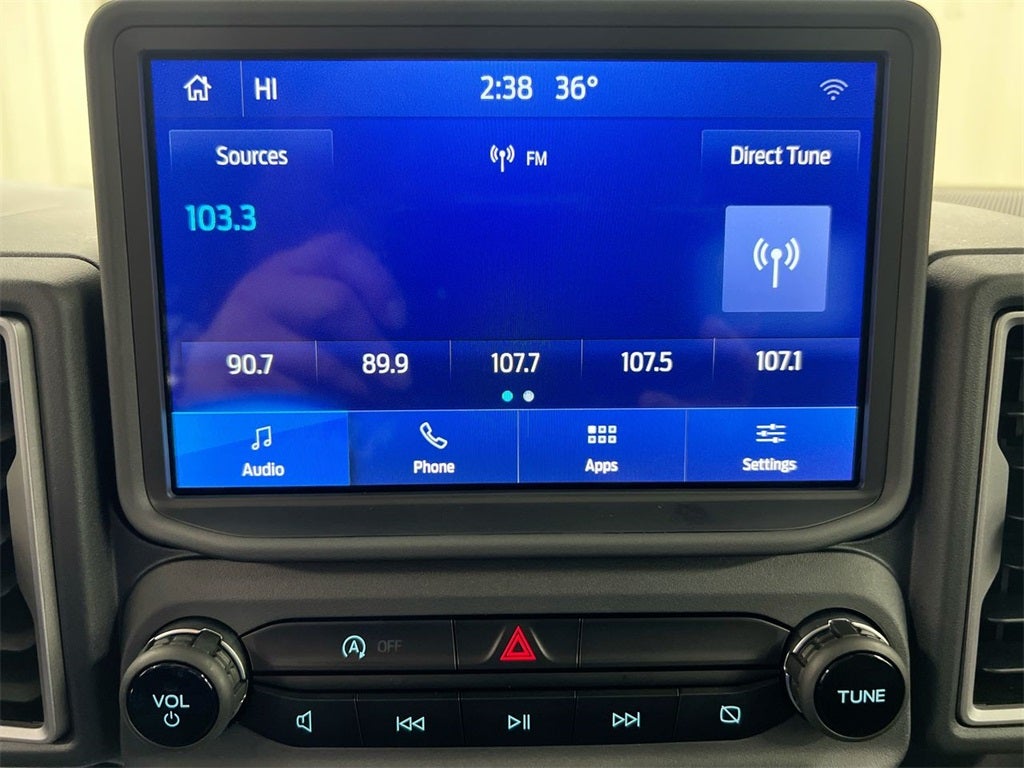 HI 2:38 36°
Sources FM Direct Tune
103.3
90.7 89.9 107.7 107.5 107.1
Audio Phone Apps Settings
A OFF
VOL TUNE